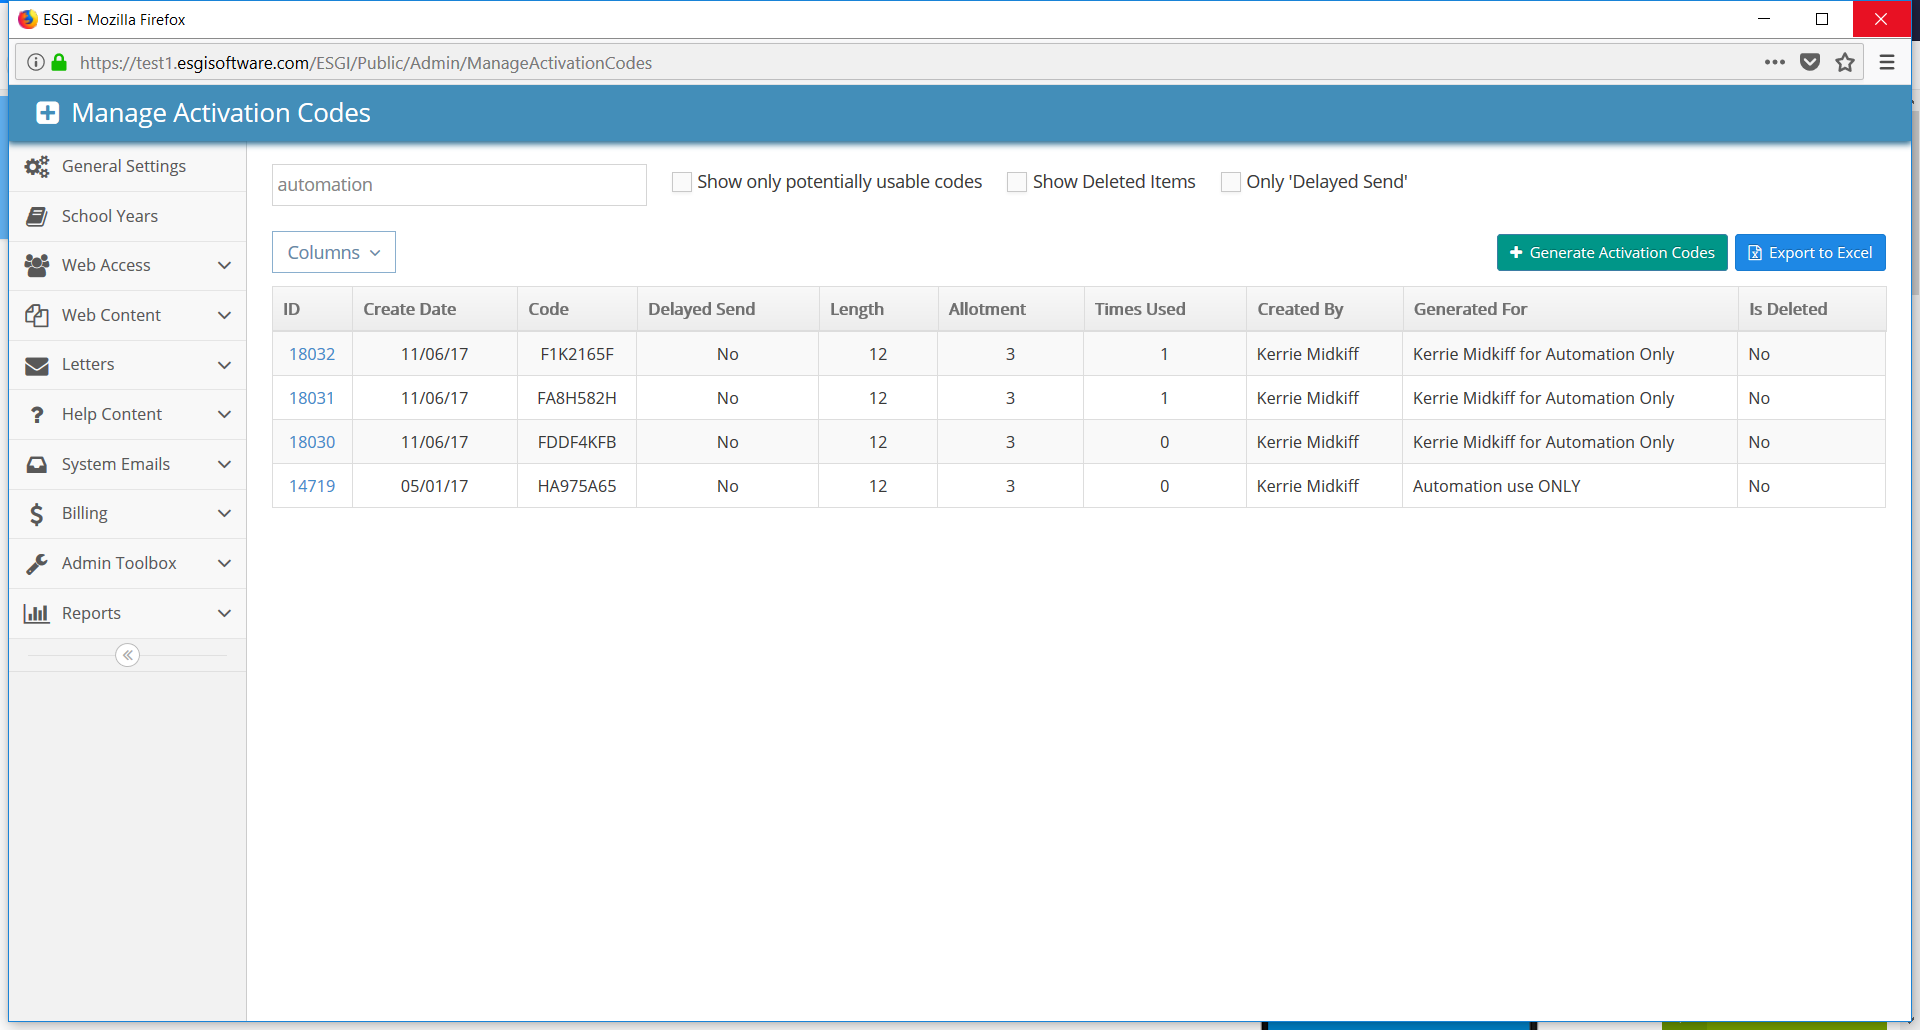 ESGI - Mozilla Firefox
https://test1.esgisoftware.com/ESGI/Public/Admin/ManageActivationCodes
Manage Activation Codes
General Settings
School Years
Web Access
Web Content
Letters
Help Content
System Emails
Billing
Admin Toolbox
Reports
automation
Show only potentially usable codes Show Deleted Items Only 'Delayed Send'
Columns
Generate Activation Codes Export to Excel
ID Create Date Code Delayed Send Length Allotment Times Used Created By Generated For Is Deleted
18032 11/06/17 F1K2165F No 12 3 1 Kerrie Midkiff Kerrie Midkiff for Automation Only No
18031 11/06/17 FA8H582H No 12 3 1 Kerrie Midkiff Kerrie Midkiff for Automation Only No
18030 11/06/17 FDDF4KFB No 12 3 0 Kerrie Midkiff Kerrie Midkiff for Automation Only No
14719 05/01/17 HA975A65 No 12 3 0 Kerrie Midkiff Automation use ONLY No